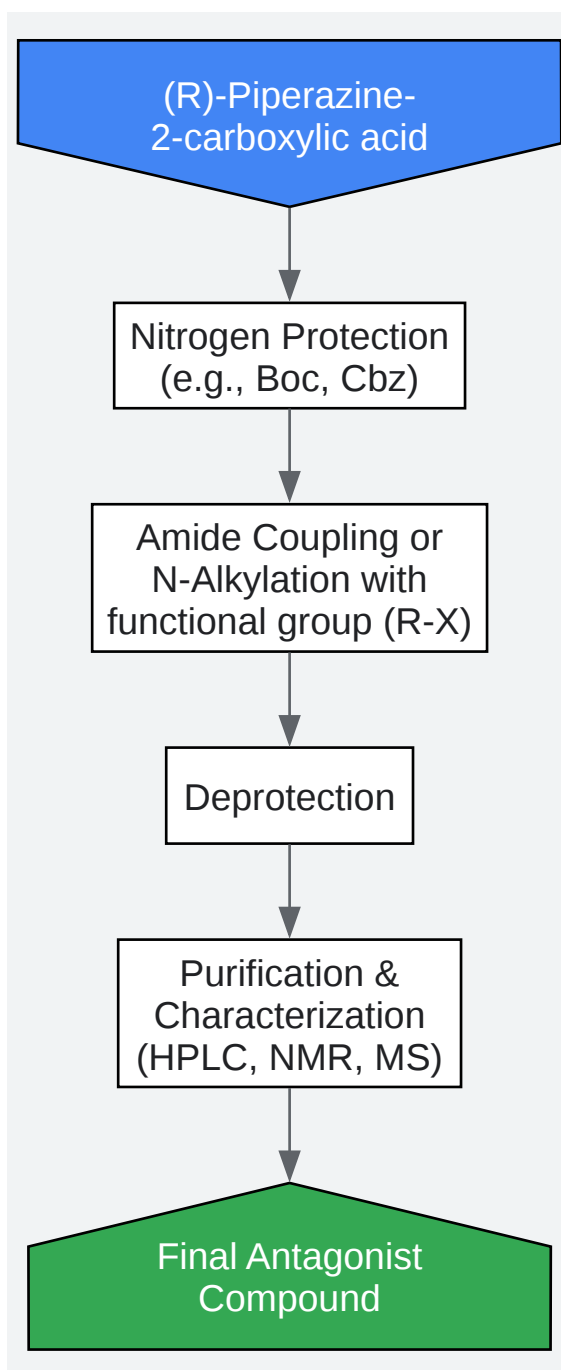 (R)-Piperazine-
2-carboxylic acid
Nitrogen Protection
(e.g., Boc, Cbz)
Amide Coupling or
N-Alkylation with
functional group (R-X)
Deprotection
Purification &
Characterization
(HPLC, NMR, MS)
Final Antagonist
Compound